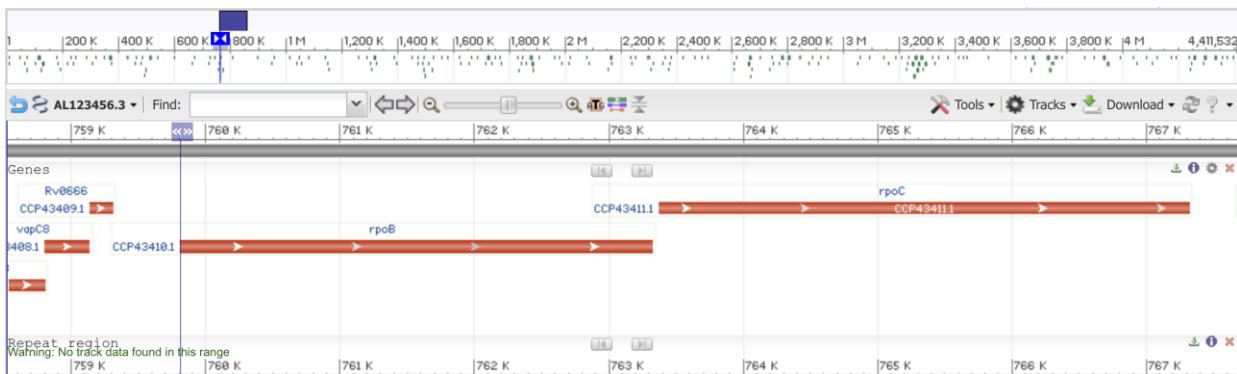 1 200 K 400 K 600 K 800 K 1 M 1,200 K 1,400 K 1,600 K 1,800 K 2 M 2,200 K 2,400 K 2,600 K 2,800 K 3 M 3,200 K 3,400 K 3,600 K 3,800 K 4 M 4,411,532
AL123456.3 Find: Tools Tracks Download ?
759 K 760 K 761 K 762 K 763 K 764 K 765 K 766 K 767 K
Genes
Rv0666 rpoC
CCP43409.1 CCP43411.1 CCP43411.1
vapC8 rpoB
3408.1 CCP43410.1
Repeat region
Warning: No track data found in this range
759 K 760 K 761 K 762 K 763 K 764 K 765 K 766 K 767 K